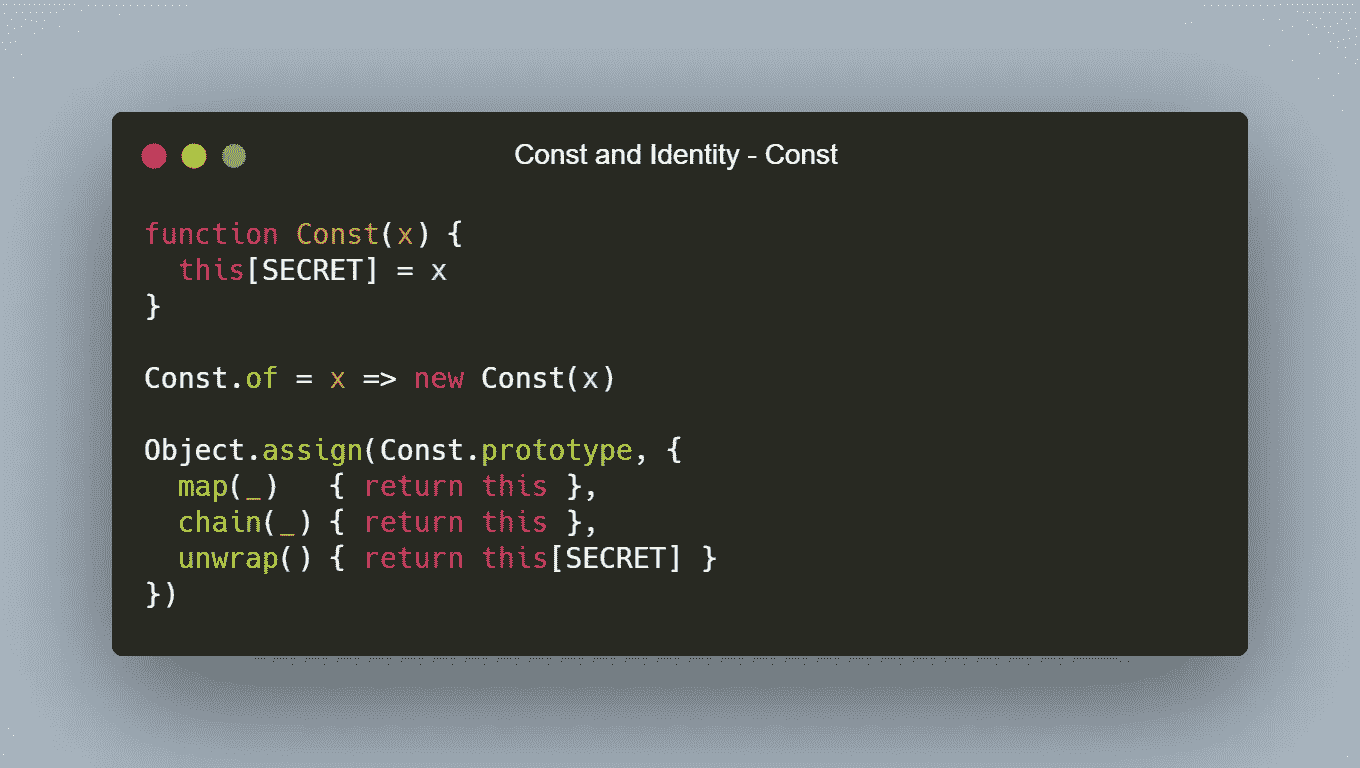 Const and Identity - Const
function Const(x) {
  this[SECRET] = x
}
Const.of = x => new Const(x)
Object.assign(Const.prototype, {
  map(_)   { return this },
  chain(_) { return this },
  unwrap() { return this[SECRET] }
})